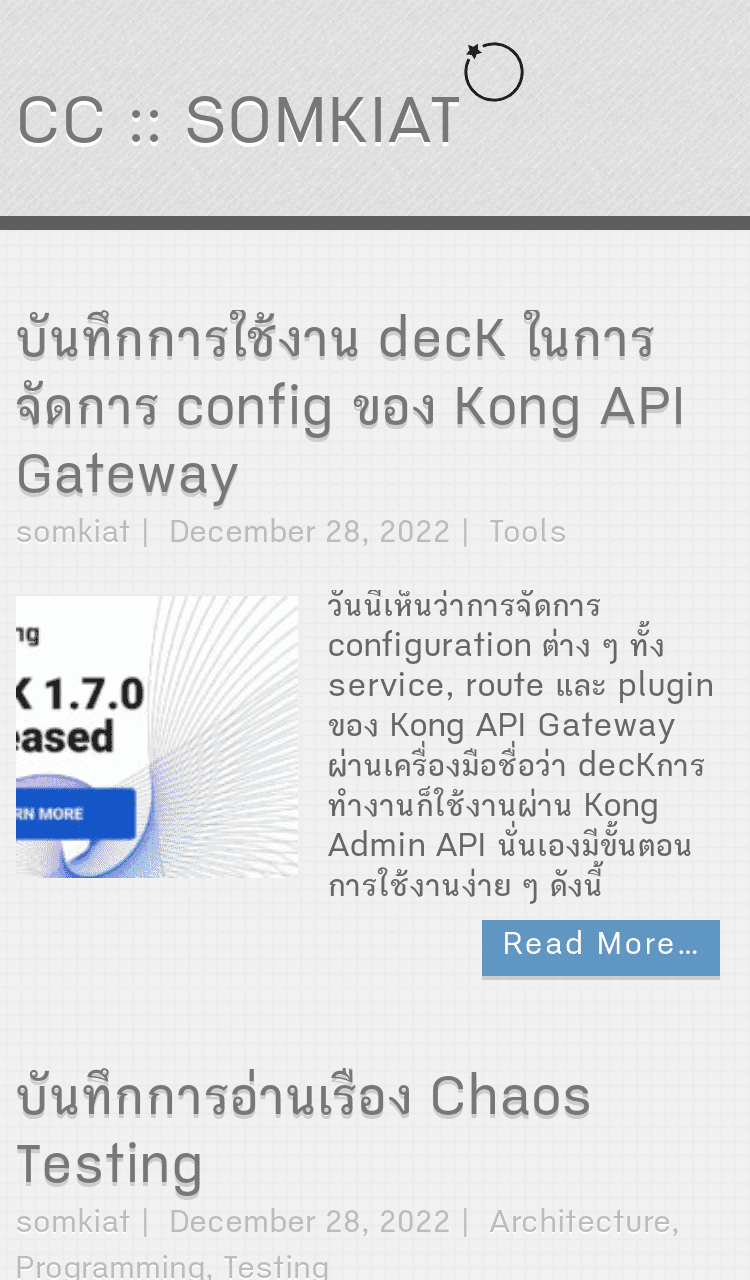 CC :: SOMKIAT
บันทึกการใช้งาน decK ในการ
จัดการ config ของ Kong API
Gateway
somkiat | December 28, 2022 | Tools
ng
K 1.7.0
eased
RN MORE
วันนี้เห็นว่าการจัดการ
configuration ต่าง ๆ ทั้ง
service, route และ plugin
ของ Kong API Gateway
ผ่านเครื่องมือชื่อว่า decKการ
ทำงานก็ใช้งานผ่าน Kong
Admin API นั่นเองมีขั้นตอน
การใช้งานง่าย ๆ ดังนี้
Read More…
บันทึกการอ่านเรื่อง Chaos
Testing
somkiat | December 28, 2022 | Architecture,
Programming, Testing